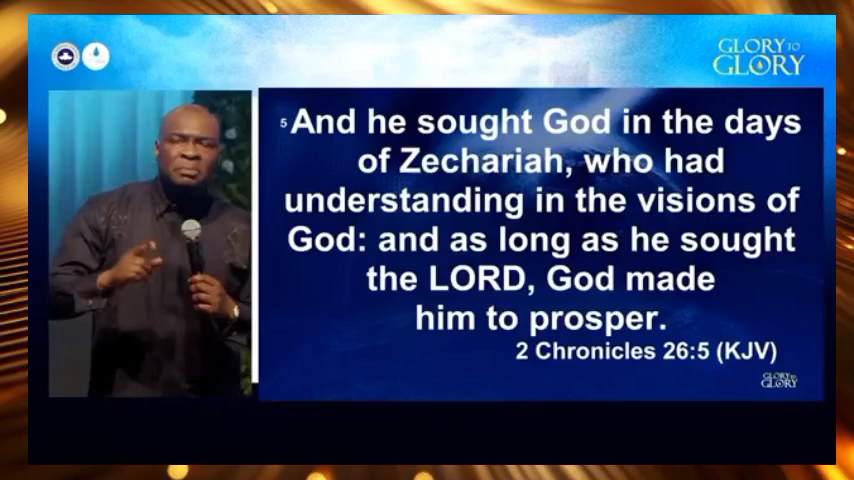 GLORY TO
GLORY
5 And he sought God in the days
of Zechariah, who had
understanding in the visions of
God: and as long as he sought
the LORD, God made
him to prosper.
2 Chronicles 26:5 (KJV)
GLORY TO
GLORY